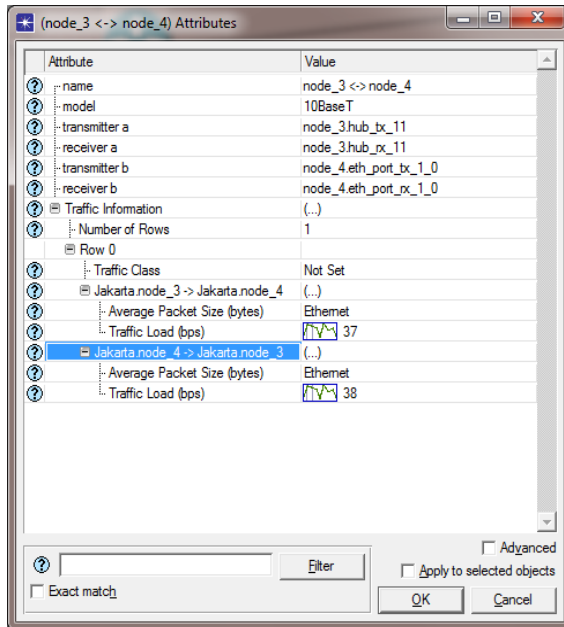 (node_3 <-> node_4) Attributes
Attribute Value
name node_3 <-> node_4
model 10BaseT
transmitter a node_3.hub_tx_11
receiver a node_3.hub_rx_11
transmitter b node_4.eth_port_tx_1_0
receiver b node_4.eth_port_rx_1_0
Traffic Information (...)
Number of Rows 1
Row 0
Traffic Class Not Set
Jakarta.node_3 -> Jakarta.node_4 (...)
Average Packet Size (bytes) Ethernet
Traffic Load (bps) 37
Jakarta.node_4 -> Jakarta.node_3 (...)
Average Packet Size (bytes) Ethernet
Traffic Load (bps) 38
Advanced
Filter
Apply to selected objects
Exact match
OK Cancel